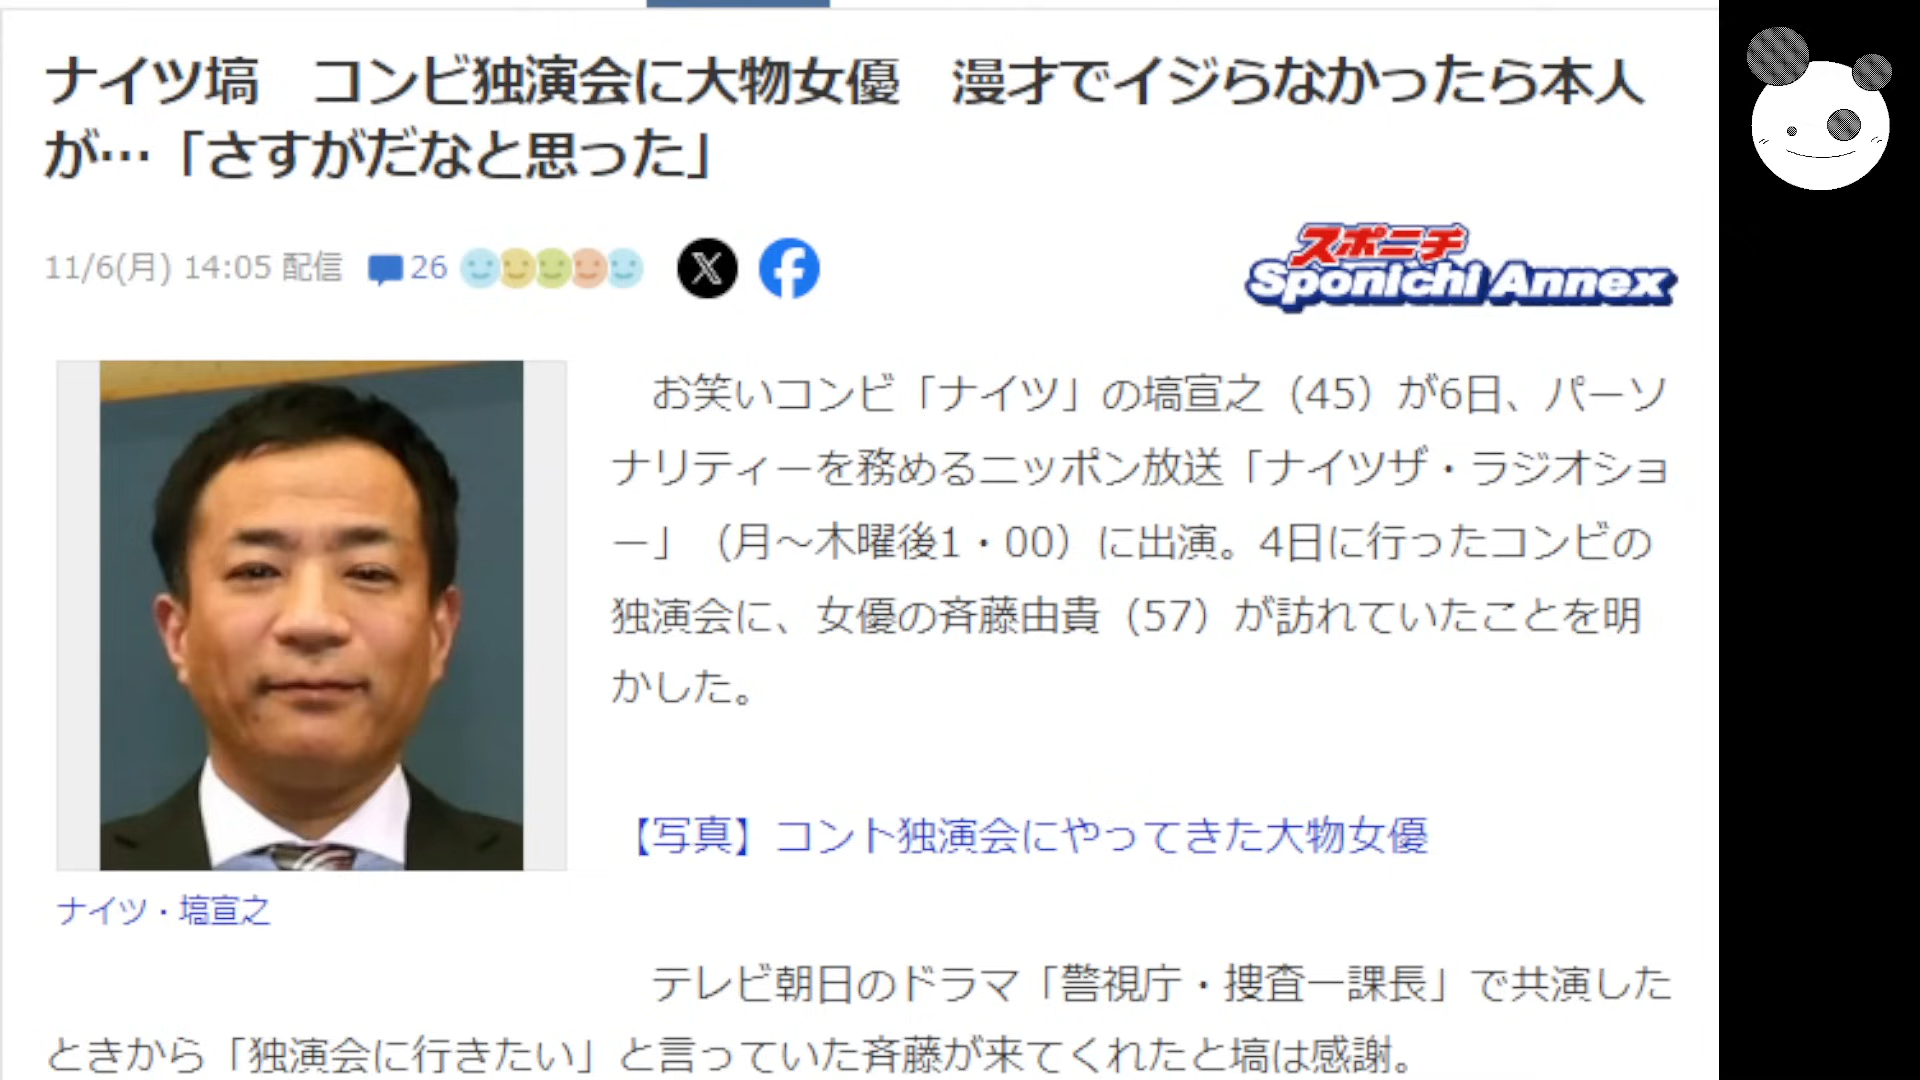 ナイツ塙　コンビ独演会に大物女優　漫才でイジらなかったら本人
が…「さすがだなと思った」
11/6(月) 14:05 配信 26
スポニチ
Sponichi Annex
お笑いコンビ「ナイツ」の塙宣之（45）が6日、パーソ
ナリティーを務めるニッポン放送「ナイツザ・ラジオショ
ー」（月～木曜後1・00）に出演。4日に行ったコンビの
独演会に、女優の斉藤由貴（57）が訪れていたことを明
かした。
【写真】コント独演会にやってきた大物女優
ナイツ・塙宣之
テレビ朝日のドラマ「警視庁・捜査一課長」で共演した
ときから「独演会に行きたい」と言っていた斉藤が来てくれたと塙は感謝。